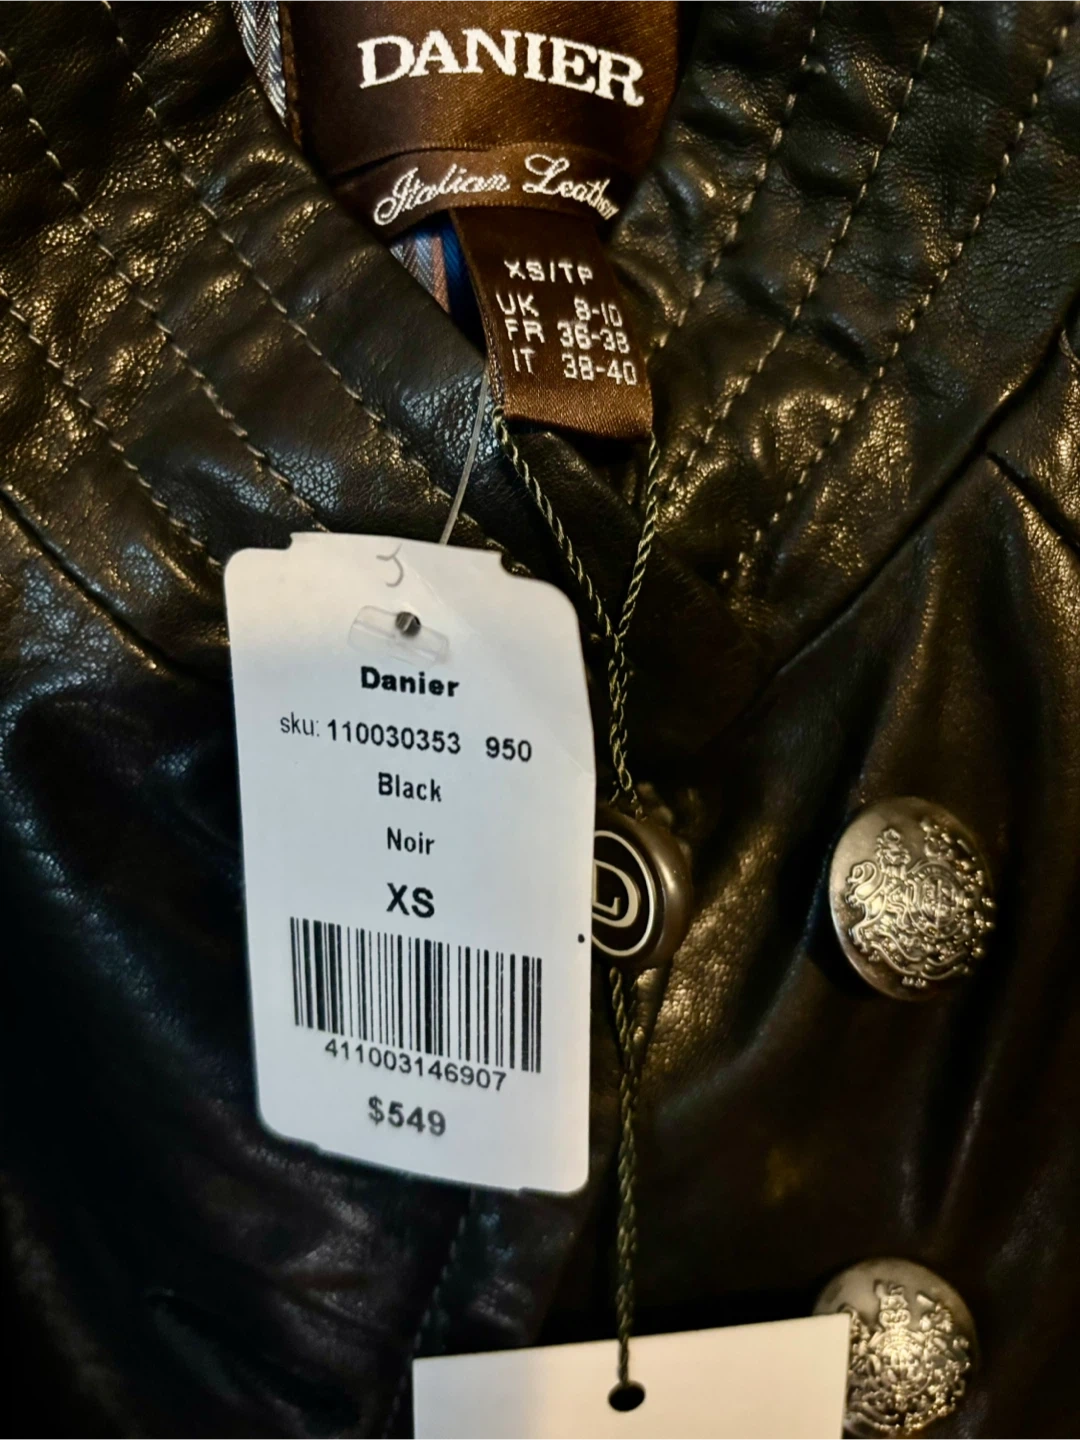 DANIER
Italian Leather
XS/TP
UK 8-10
FR 36-38
IT 38-40
Danier
sku: 110030353 950
Black
Noir
XS
411003146907
$549
D